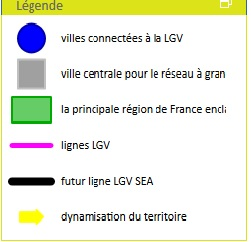 Légende
villes connectées à la LGV
ville centrale pour le réseau à gran
la principale région de France encla
lignes LGV
futur ligne LGV SEA
dynamisation du territoire